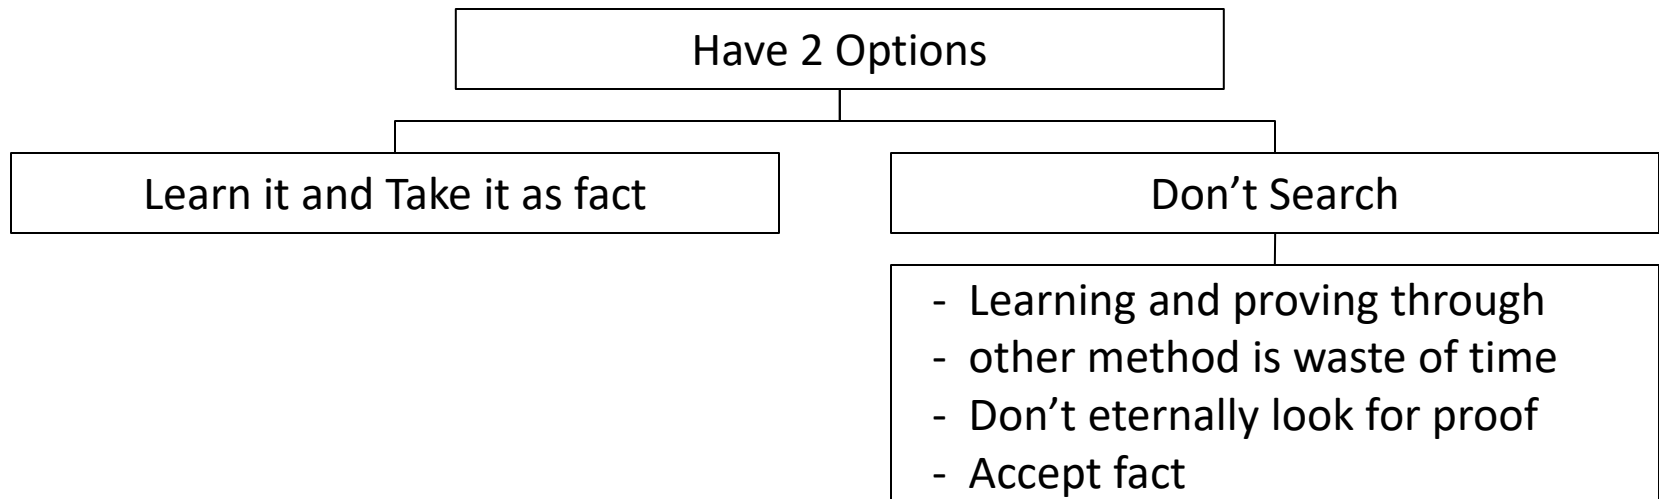 Have 2 Options
Learn it and Take it as fact
Don’t Search
- Learning and proving through
- other method is waste of time
- Don’t eternally look for proof
- Accept fact